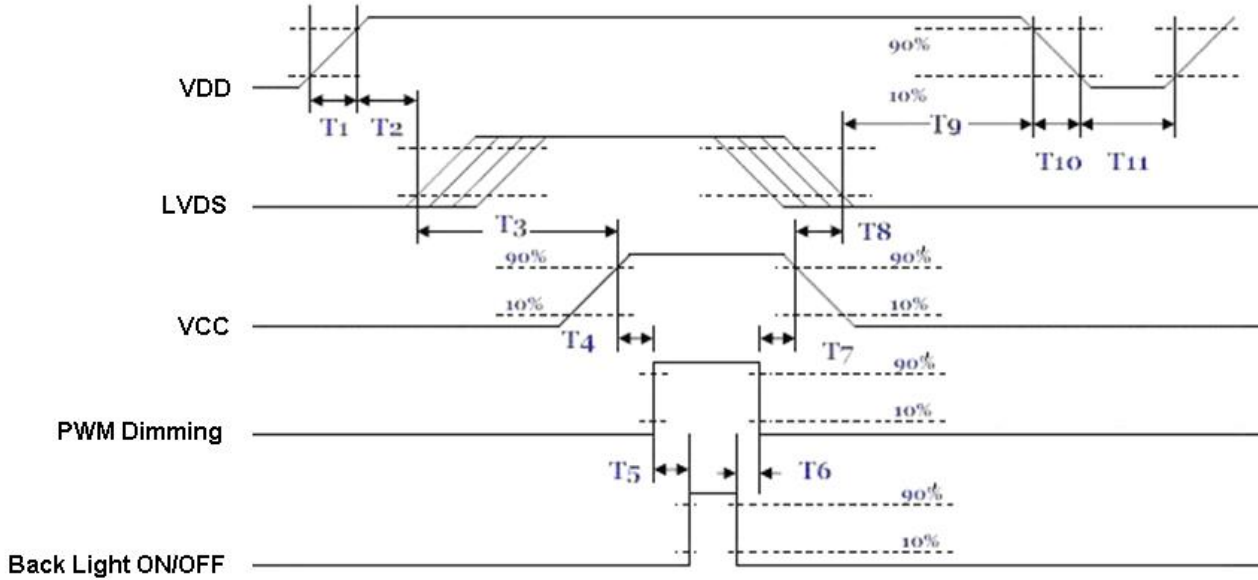 90%
VDD
10%
T1 T2
T9
T10 T11
LVDS
T3
T8
90%
90%
10%
10%
VCC
T4
T7
90%
10%
PWM Dimming
T5
T6
90%
10%
Back Light ON/OFF